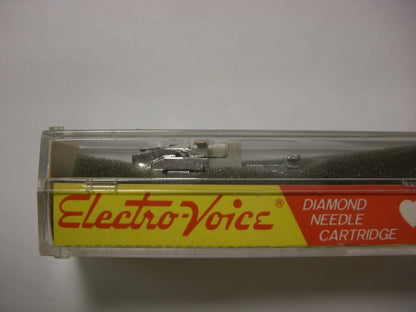 Electro-Voice®
DIAMOND
NEEDLE
CARTRIDGE